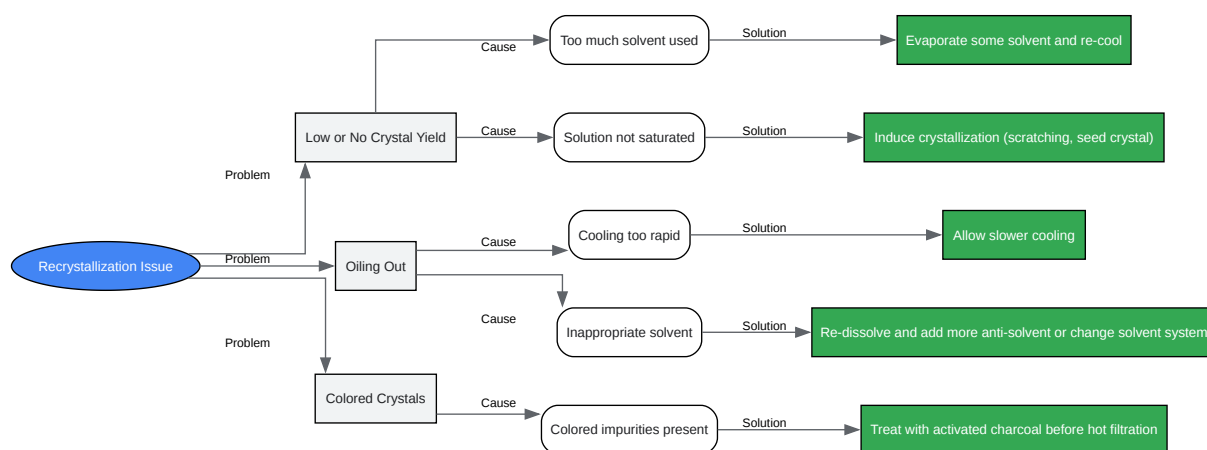 Too much solvent used
Solution
Evaporate some solvent and re-cool
Cause
Low or No Crystal Yield
Cause
Solution not saturated
Solution
Induce crystallization (scratching, seed crystal)
Problem
Recrystallization Issue
Problem
Oiling Out
Cause
Cooling too rapid
Solution
Allow slower cooling
Cause
Inappropriate solvent
Solution
Re-dissolve and add more anti-solvent or change solvent system
Problem
Colored Crystals
Cause
Colored impurities present
Solution
Treat with activated charcoal before hot filtration